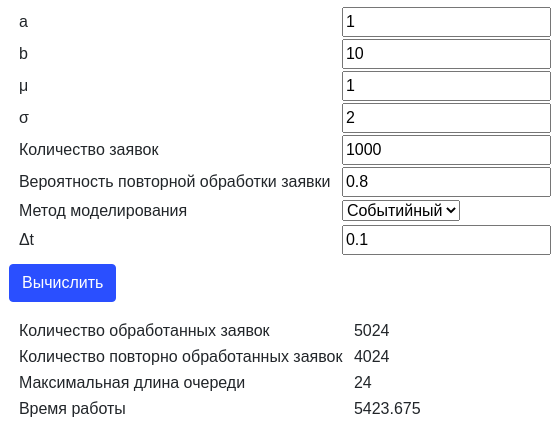 a 1
b 10
μ 1
σ 2
Количество заявок 1000
Вероятность повторной обработки заявки 0.8
Метод моделирования Событийный
Δt 0.1
Вычислить
Количество обработанных заявок 5024
Количество повторно обработанных заявок 4024
Максимальная длина очереди 24
Время работы 5423.675